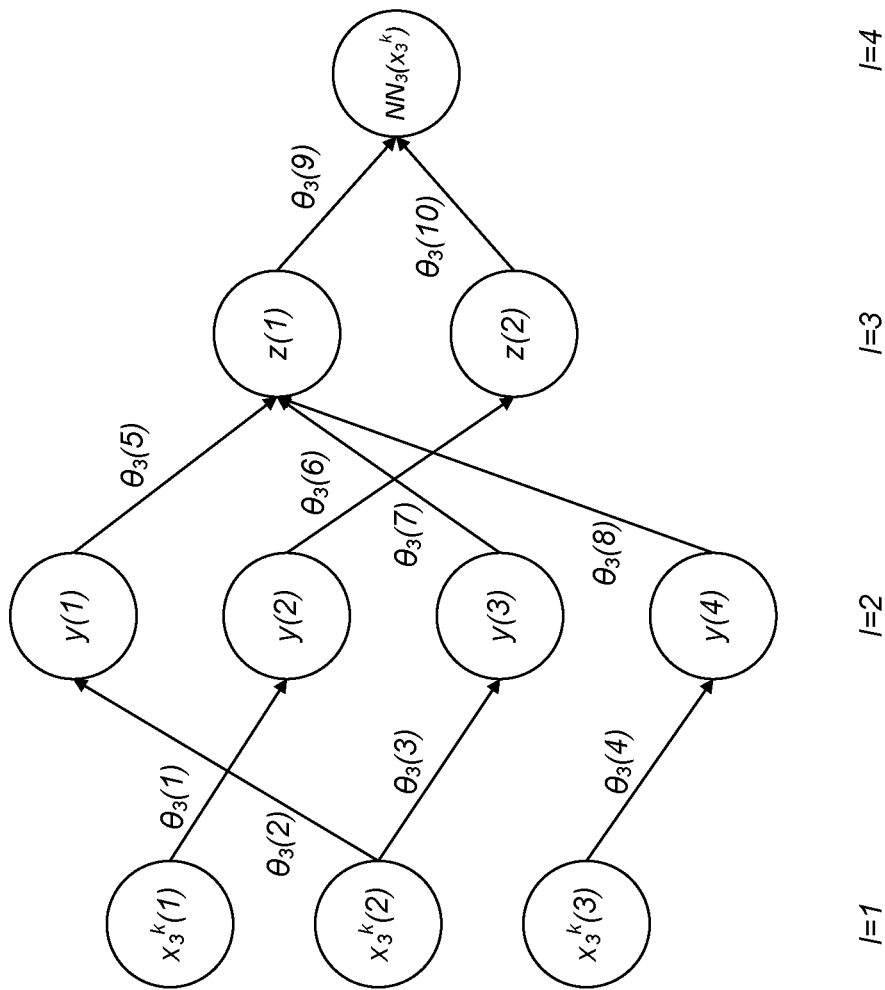 x₃ᵏ(1)
x₃ᵏ(2)
x₃ᵏ(3)
θ₃(1)
θ₃(2)
θ₃(3)
θ₃(4)
y(1)
y(2)
y(3)
y(4)
θ₃(5)
θ₃(6)
θ₃(7)
θ₃(8)
z(1)
z(2)
θ₃(9)
θ₃(10)
NN₃(x₃ᵏ)
l=1
l=2
l=3
l=4